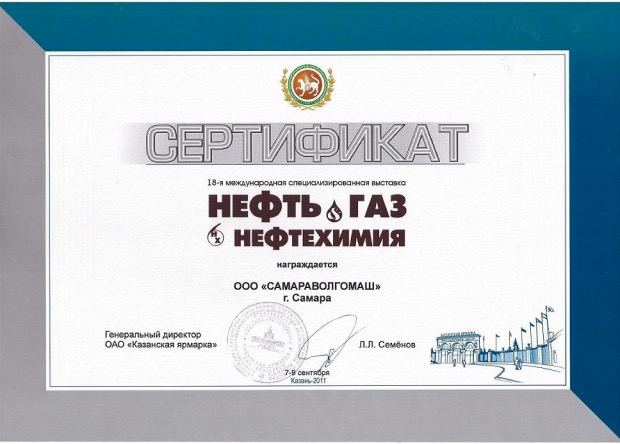 СЕРТИФИКАТ
18-я международная специализированная выставка
НЕФТЬ ГАЗ
НХ НЕФТЕХИМИЯ
награждается
ООО «САМАРАВОЛГОМАШ»
г. Самара
Генеральный директор
ОАО «Казанская ярмарка»
Л.Л. Семёнов
7-9 сентября
Казань-2011